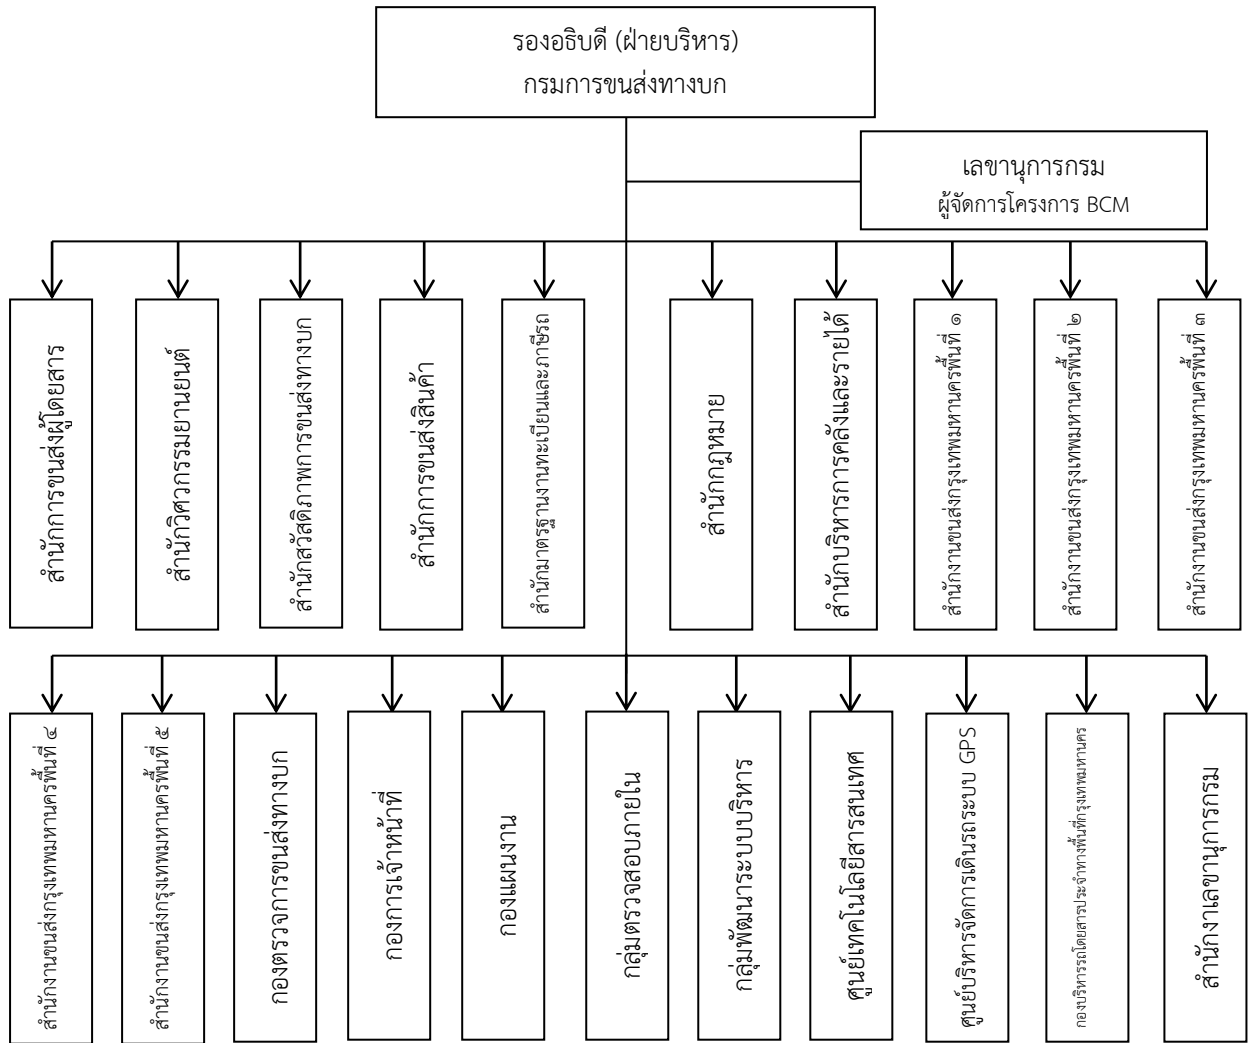 รองอธิบดี (ฝ่ายบริหาร)
กรมการขนส่งทางบก
เลขานุการกรม
ผู้จัดการโครงการ BCM
สำนักการขนส่งผู้โดยสาร
สำนักวิศวกรรมยานยนต์
สำนักสวัสดิภาพการขนส่งทางบก
สำนักการขนส่งสินค้า
สำนักมาตรฐานงานทะเบียนและภาษีรถ
สำนักกฎหมาย
สำนักบริหารการคลังและรายได้
สำนักงานขนส่งกรุงเทพมหานครพื้นที่ ๑
สำนักงานขนส่งกรุงเทพมหานครพื้นที่ ๒
สำนักงานขนส่งกรุงเทพมหานครพื้นที่ ๓
สำนักงานขนส่งกรุงเทพมหานครพื้นที่ ๔
สำนักงานขนส่งกรุงเทพมหานครพื้นที่ ๕
กองตรวจการขนส่งทางบก
กองการเจ้าหน้าที่
กองแผนงาน
กลุ่มตรวจสอบภายใน
กลุ่มพัฒนาระบบบริหาร
ศูนย์เทคโนโลยีสารสนเทศ
ศูนย์บริหารจัดการเดินรถระบบ GPS
กองบริหารรถโดยสารประจำทางพื้นที่กรุงเทพมหานคร
สำนักงาเลขานุการกรม